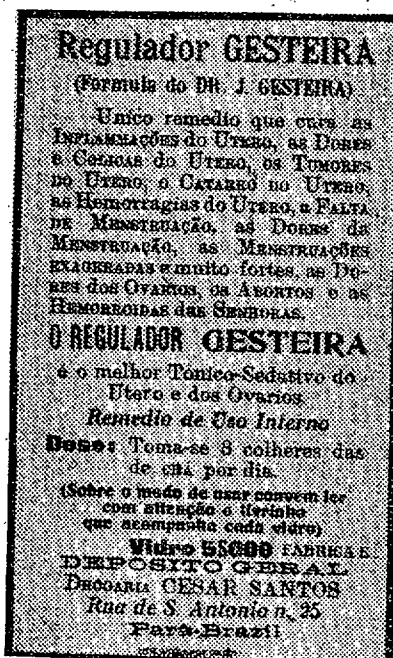 Regulador GESTEIRA
(Formula do DR. J. GESTEIRA)
Unico remedio que cura as
INFLAMMAÇÕES do UTERO, as DORES
e COLICAS do UTERO, os TUMORES
DO UTERO, o CATARRO DO UTERO,
as Hemorrhagias do UTERO, a FALTA
DE MENSTRUAÇÃO, as DORES da
MENSTRUAÇÃO, as MENSTRUAÇÕES
EXAGERADAS e muito fortes, as Do-
RES dos OVARIOS, os ABORTOS e as
HEMORROIDAS das SENHORAS.
O REGULADOR GESTEIRA
é o melhor Tonico-Sedativo do
Utero e dos Ovarios
Remedio de Uso Interno
Dose: Toma-se 3 colheres das
de CHÁ por dia.
(Sobre o modo de usar convem ler
com attenção o livrinho
que acompanha cada vidro)
Vidro 5$000 FABRICA E
DEPOSITO GERAL
DROGARIA CESAR SANTOS
Rua de S. Antonio n. 25
Pará-Brazil